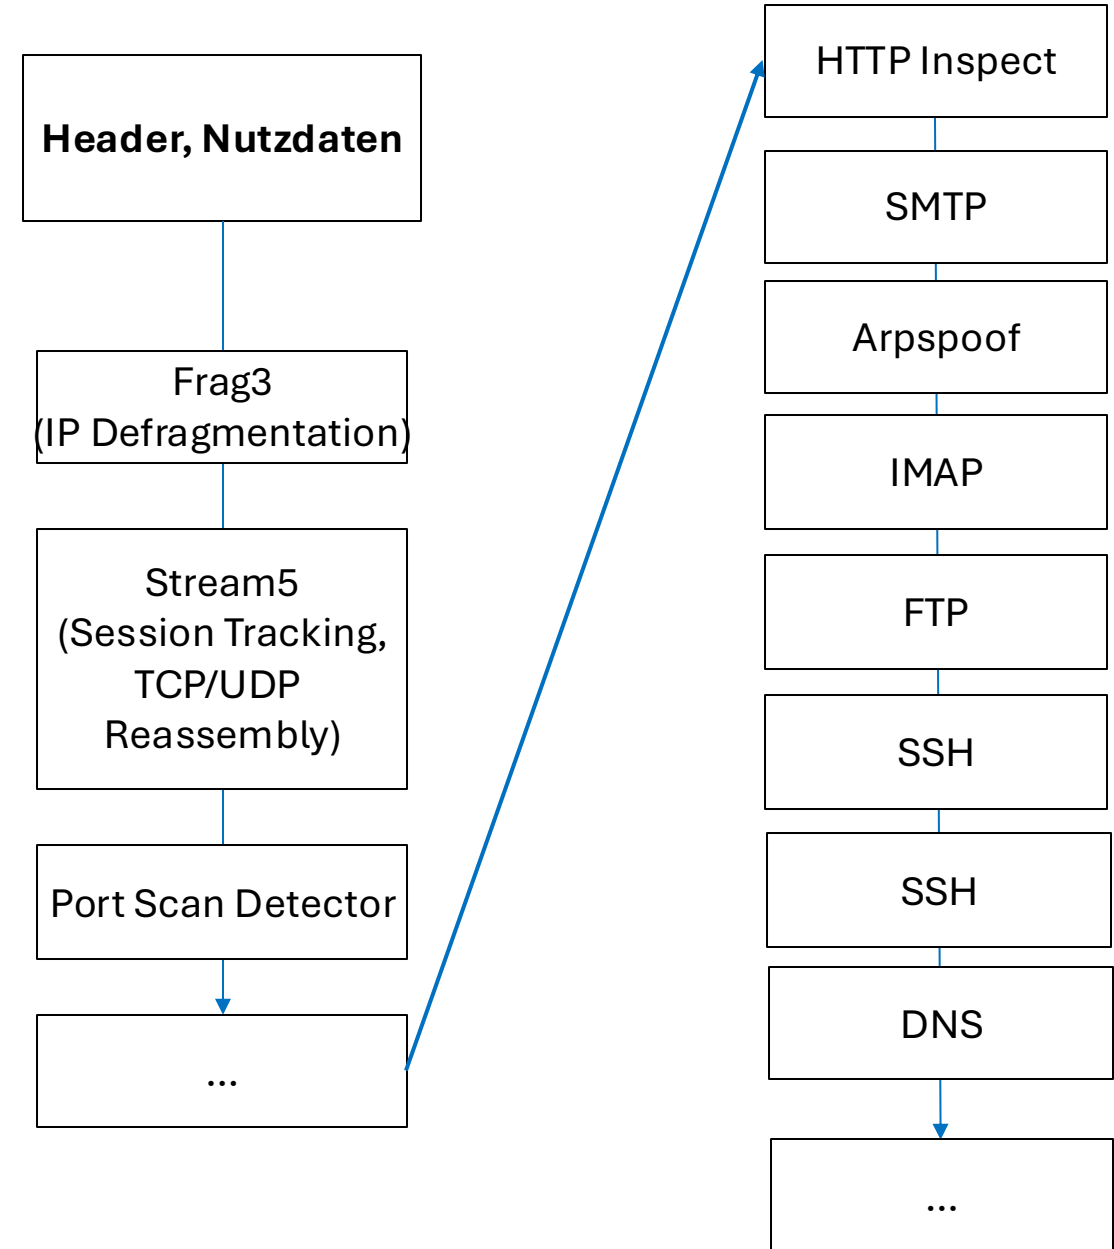 Header, Nutzdaten
Frag3
(IP Defragmentation)
Stream5
(Session Tracking,
TCP/UDP
Reassembly)
Port Scan Detector
...
HTTP Inspect
SMTP
Arpspoof
IMAP
FTP
SSH
SSH
DNS
...